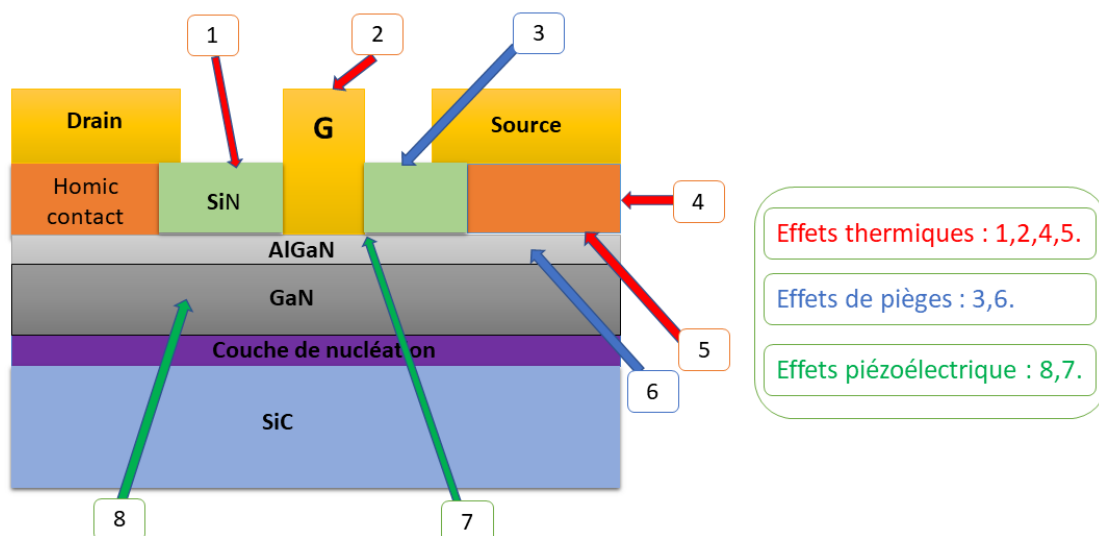 1
2
3
Drain
G
Source
Homic
contact
SiN
4
AlGaN
GaN
Couche de nucléation
5
6
SiC
8
7
Effets thermiques : 1,2,4,5.
Effets de pièges : 3,6.
Effets piézoélectrique : 8,7.